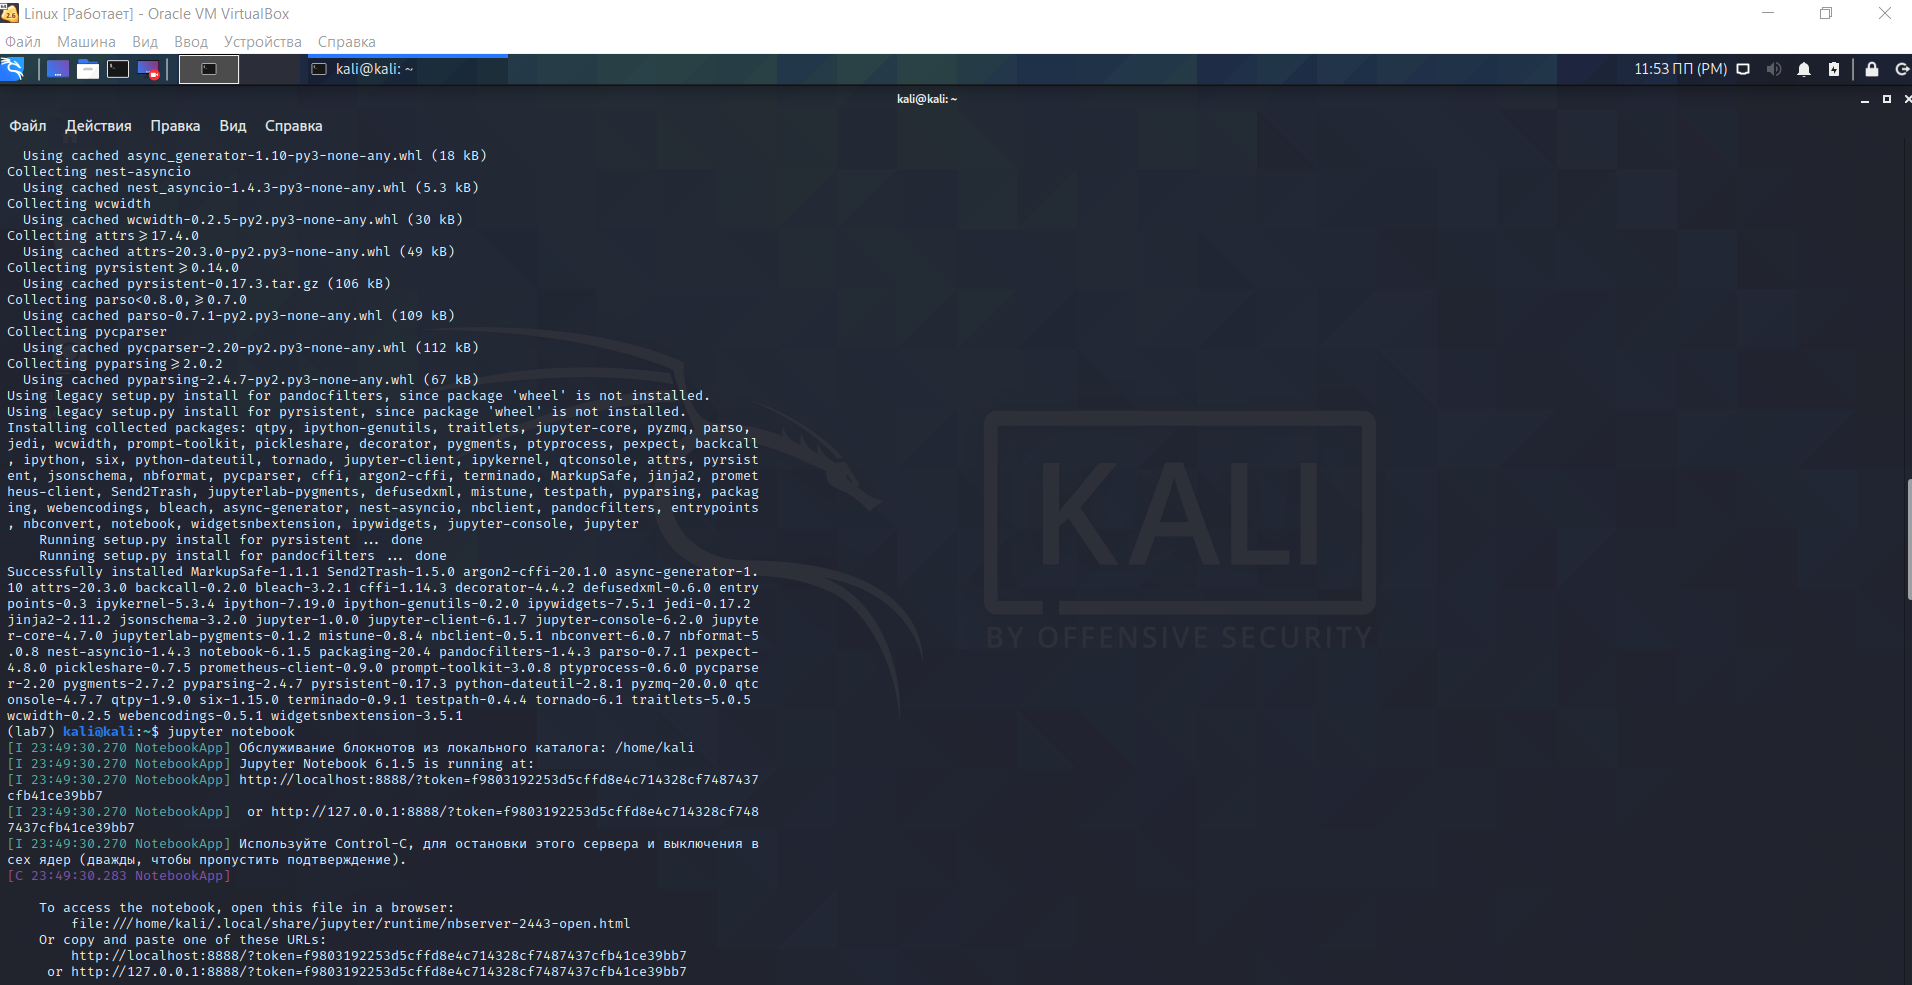 Linux [Работает] - Oracle VM VirtualBox
Файл Машина Вид Ввод Устройства Справка
kali@kali: ~
11:53 ПП (PM)
kali@kali: ~
Файл Действия Правка Вид Справка
Using cached async_generator-1.10-py3-none-any.whl (18 kB)
Collecting nest-asyncio
Using cached nest_asyncio-1.4.3-py3-none-any.whl (5.3 kB)
Collecting wcwidth
Using cached wcwidth-0.2.5-py2.py3-none-any.whl (30 kB)
Collecting attrs≥17.4.0
Using cached attrs-20.3.0-py2.py3-none-any.whl (49 kB)
Collecting pyrsistent≥0.14.0
Using cached pyrsistent-0.17.3.tar.gz (106 kB)
Collecting parso<0.8.0,≥0.7.0
Using cached parso-0.7.1-py2.py3-none-any.whl (109 kB)
Collecting pycparser
Using cached pycparser-2.20-py2.py3-none-any.whl (112 kB)
Collecting pyparsing≥2.0.2
Using cached pyparsing-2.4.7-py2.py3-none-any.whl (67 kB)
Using legacy setup.py install for pandocfilters, since package 'wheel' is not installed.
Using legacy setup.py install for pyrsistent, since package 'wheel' is not installed.
Installing collected packages: qtpy, ipython-genutils, traitlets, jupyter-core, pyzmq, parso,
jedi, wcwidth, prompt-toolkit, pickleshare, decorator, pygments, ptyprocess, pexpect, backcall
, ipython, six, python-dateutil, tornado, jupyter-client, ipykernel, qtconsole, attrs, pyrsist
ent, jsonschema, nbformat, pycparser, cffi, argon2-cffi, terminado, MarkupSafe, jinja2, promet
heus-client, Send2Trash, jupyterlab-pygments, defusedxml, mistune, testpath, pyparsing, packag
ing, webencodings, bleach, async-generator, nest-asyncio, nbclient, pandocfilters, entrypoints
, nbconvert, notebook, widgetsnbextension, ipywidgets, jupyter-console, jupyter
Running setup.py install for pyrsistent ... done
Running setup.py install for pandocfilters ... done
Successfully installed MarkupSafe-1.1.1 Send2Trash-1.5.0 argon2-cffi-20.1.0 async-generator-1.
10 attrs-20.3.0 backcall-0.2.0 bleach-3.2.1 cffi-1.14.3 decorator-4.4.2 defusedxml-0.6.0 entry
points-0.3 ipykernel-5.3.4 ipython-7.19.0 ipython-genutils-0.2.0 ipywidgets-7.5.1 jedi-0.17.2
jinja2-2.11.2 jsonschema-3.2.0 jupyter-1.0.0 jupyter-client-6.1.7 jupyter-console-6.2.0 jupyte
r-core-4.7.0 jupyterlab-pygments-0.1.2 mistune-0.8.4 nbclient-0.5.1 nbconvert-6.0.7 nbformat-5
.0.8 nest-asyncio-1.4.3 notebook-6.1.5 packaging-20.4 pandocfilters-1.4.3 parso-0.7.1 pexpect-
4.8.0 pickleshare-0.7.5 prometheus-client-0.9.0 prompt-toolkit-3.0.8 ptyprocess-0.6.0 pycparse
r-2.20 pygments-2.7.2 pyparsing-2.4.7 pyrsistent-0.17.3 python-dateutil-2.8.1 pyzmq-20.0.0 qtc
onsole-4.7.7 qtpy-1.9.0 six-1.15.0 terminado-0.9.1 testpath-0.4.4 tornado-6.1 traitlets-5.0.5
wcwidth-0.2.5 webencodings-0.5.1 widgetsnbextension-3.5.1
(lab7) kali@kali:~$ jupyter notebook
[I 23:49:30.270 NotebookApp] Обслуживание блокнотов из локального каталога: /home/kali
[I 23:49:30.270 NotebookApp] Jupyter Notebook 6.1.5 is running at:
[I 23:49:30.270 NotebookApp] http://localhost:8888/?token=f9803192253d5cffd8e4c714328cf7487437
cfb41ce39bb7
[I 23:49:30.270 NotebookApp]  or http://127.0.0.1:8888/?token=f9803192253d5cffd8e4c714328cf748
7437cfb41ce39bb7
[I 23:49:30.270 NotebookApp] Используйте Control-C, для остановки этого сервера и выключения в
сех ядер (дважды, чтобы пропустить подтверждение).
[C 23:49:30.283 NotebookApp]
To access the notebook, open this file in a browser:
file:///home/kali/.local/share/jupyter/runtime/nbserver-2443-open.html
Or copy and paste one of these URLs:
http://localhost:8888/?token=f9803192253d5cffd8e4c714328cf7487437cfb41ce39bb7
or http://127.0.0.1:8888/?token=f9803192253d5cffd8e4c714328cf7487437cfb41ce39bb7
KALI
BY OFFENSIVE SECURITY